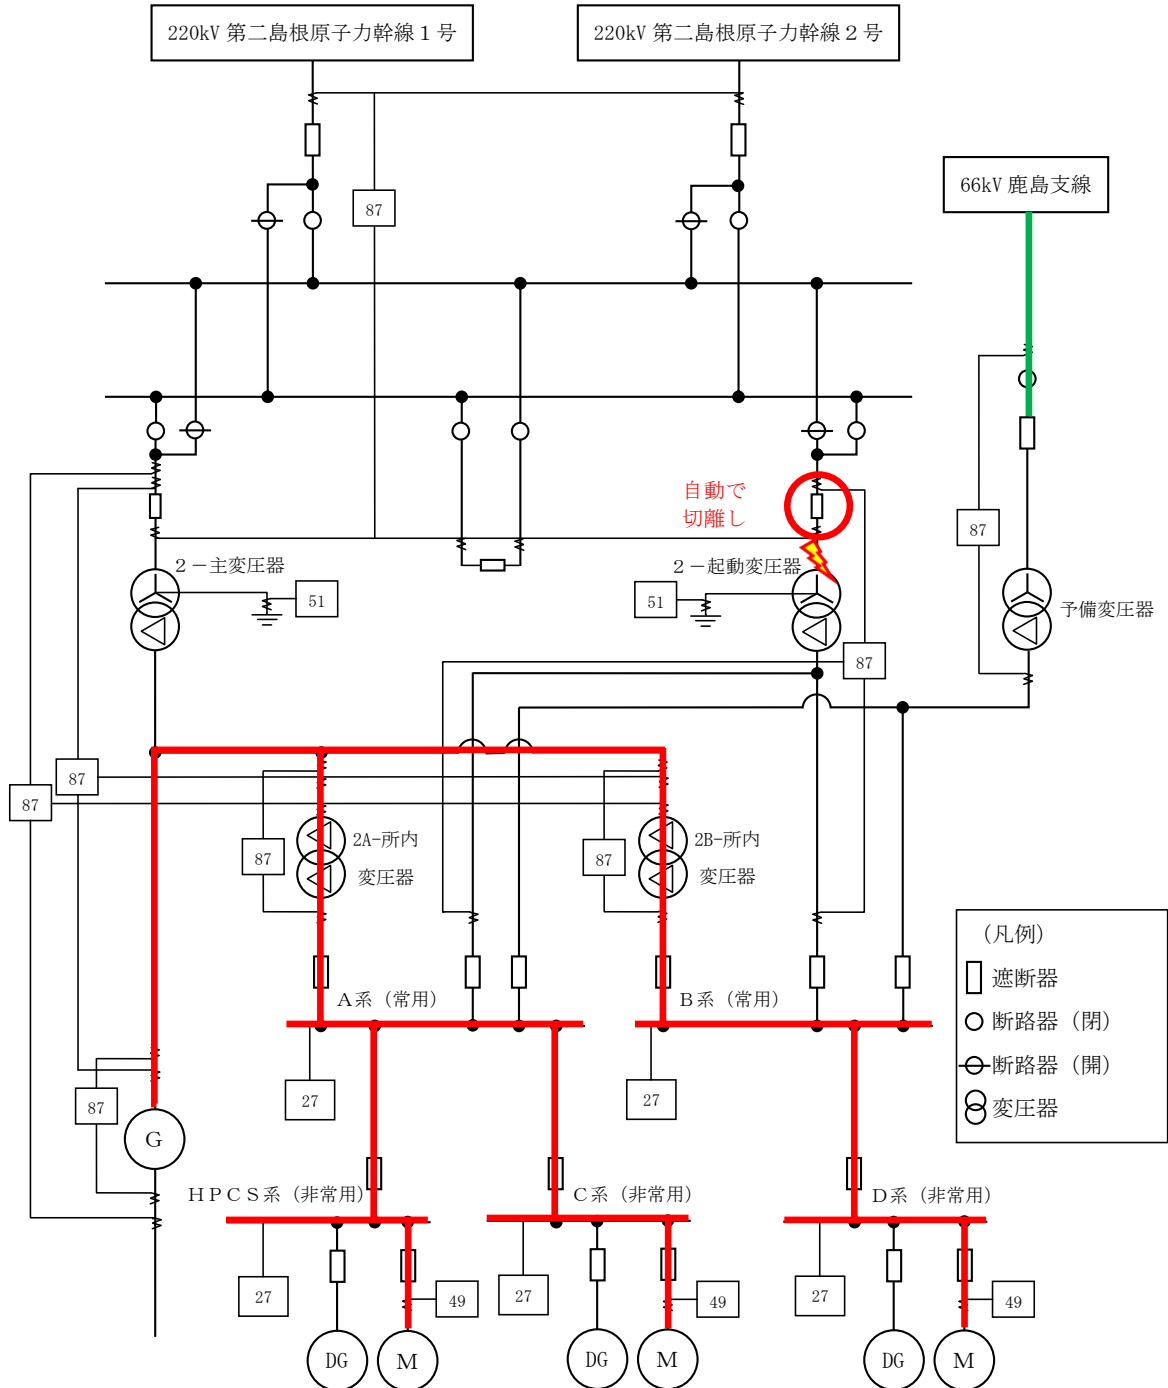 220kV 第二島根原子力幹線１号
220kV 第二島根原子力幹線２号
66kV 鹿島支線
87
自動で
切離し
87
２－主変圧器
２－起動変圧器
51
51
予備変圧器
87
87
87
2A-所内
変圧器
87
2B-所内
変圧器
87
（凡例）
遮断器
断路器（閉）
断路器（開）
変圧器
Ａ系（常用）
Ｂ系（常用）
27
27
87
G
ＨＰＣＳ系（非常用）
Ｃ系（非常用）
Ｄ系（非常用）
27
49
27
49
27
49
DG
M
DG
M
DG
M